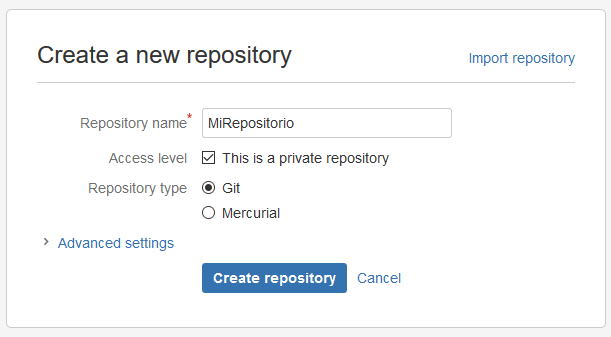 Create a new repository
Import repository
Repository name*
MiRepositorio
Access level
This is a private repository
Repository type
Git
Mercurial
Advanced settings
Create repository
Cancel